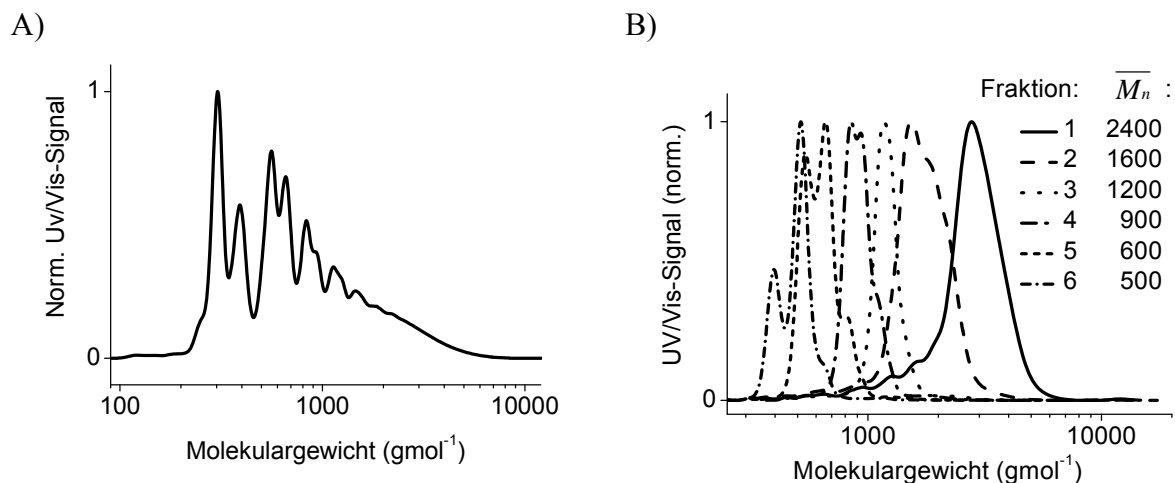 A)
Norm. Uv/Vis-Signal
1
0
100 1000 10000
Molekulargewicht (gmol⁻¹)
B)
UV/Vis-Signal (norm.)
1
0
Fraktion: Mn :
1 2400
2 1600
3 1200
4 900
5 600
6 500
1000 10000
Molekulargewicht (gmol⁻¹)